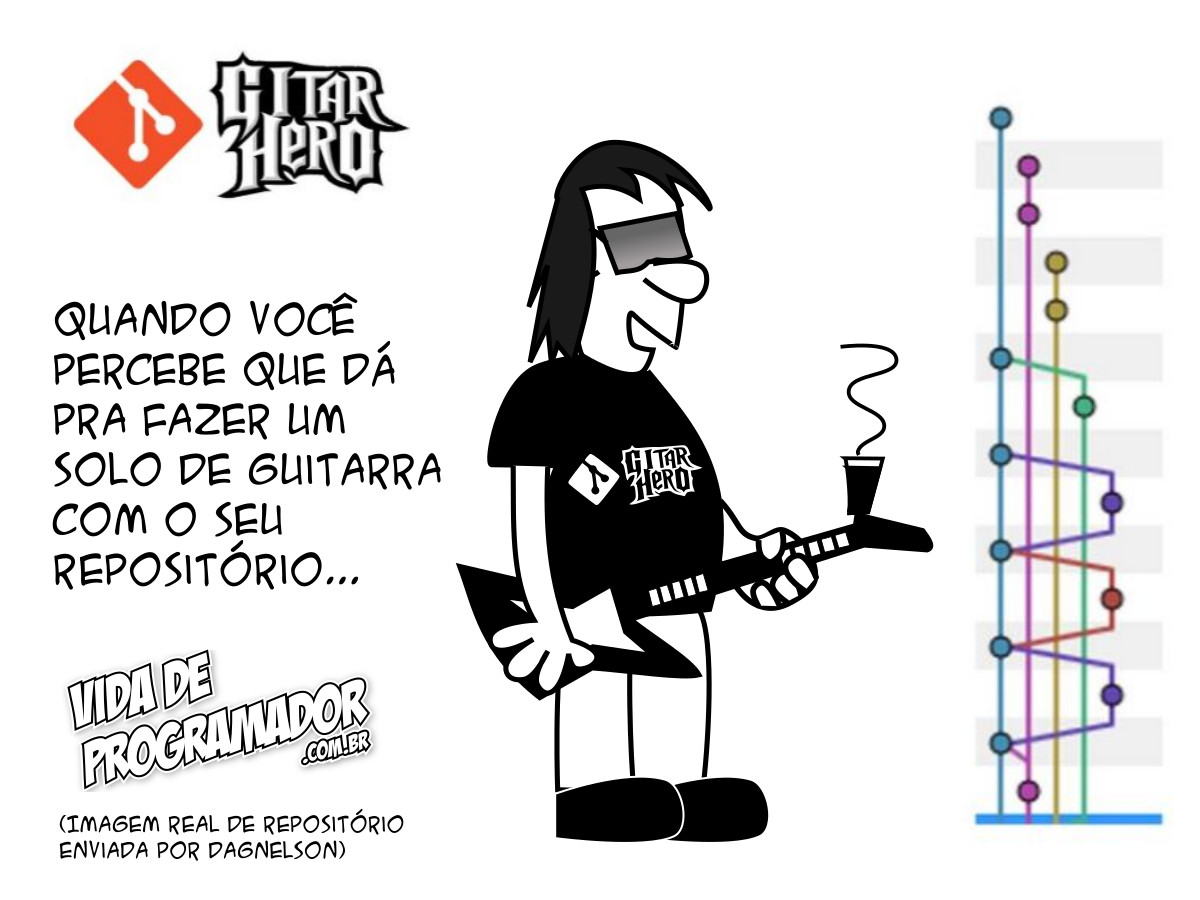 GITAR
HERO
QUANDO VOCÊ
PERCEBE QUE DÁ
PRA FAZER UM
SOLO DE GUITARRA
COM O SEU
REPOSITÓRIO...
GITAR
HERO
VIDA DE
PROGRAMADOR
.COM.BR
(IMAGEM REAL DE REPOSITÓRIO
ENVIADA POR DAGNELSON)